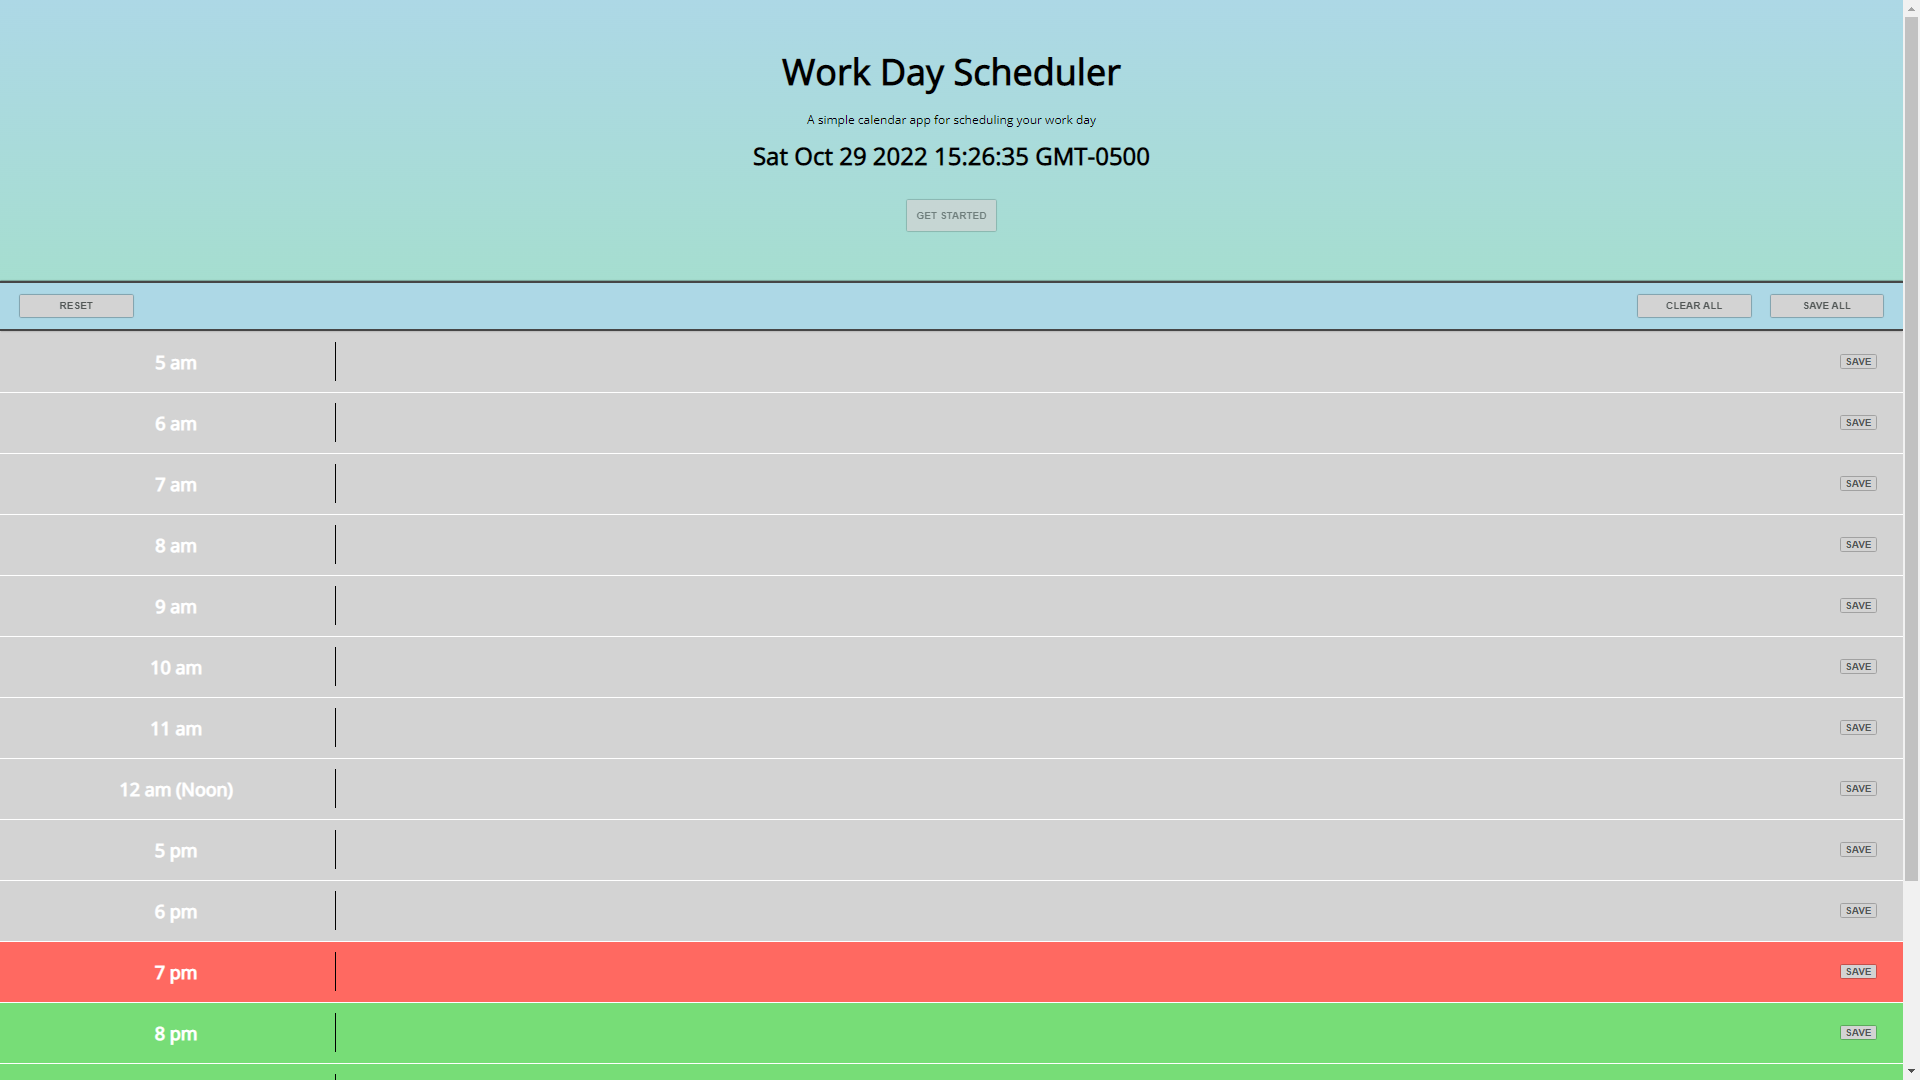 Work Day Scheduler
A simple calendar app for scheduling your work day
Sat Oct 29 2022 15:26:35 GMT-0500
GET STARTED
RESET CLEAR ALL SAVE ALL
5 am SAVE
6 am SAVE
7 am SAVE
8 am SAVE
9 am SAVE
10 am SAVE
11 am SAVE
12 am (Noon) SAVE
5 pm SAVE
6 pm SAVE
7 pm SAVE
8 pm SAVE